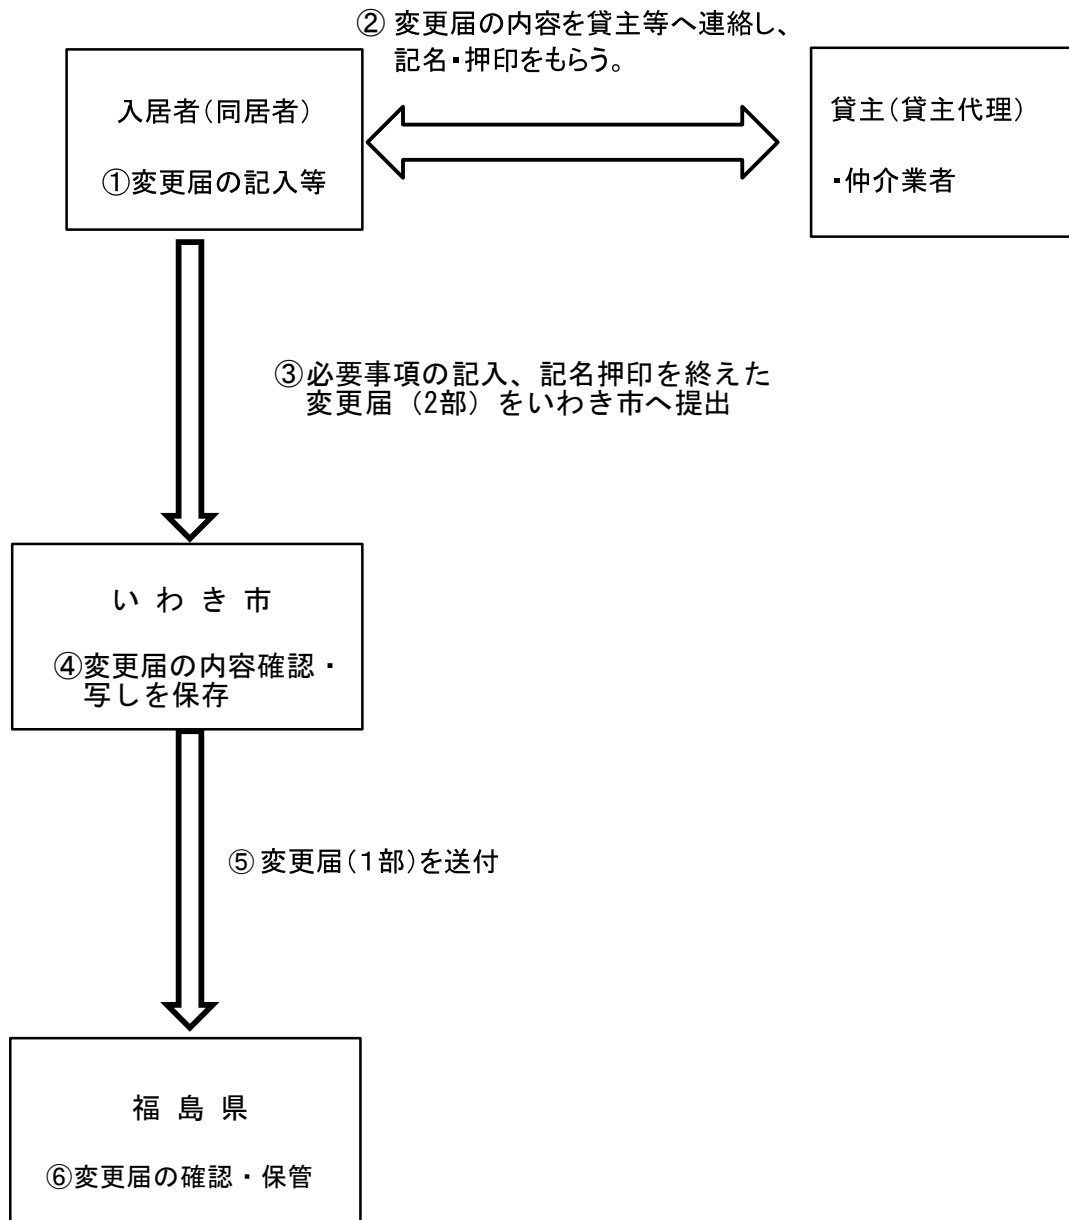 ② 変更届の内容を貸主等へ連絡し、
記名・押印をもらう。
入居者(同居者)
①変更届の記入等
貸主(貸主代理)
・仲介業者
③必要事項の記入、記名押印を終えた
変更届（2部）をいわき市へ提出
い わ き 市
④変更届の内容確認・
写しを保存
⑤ 変更届(１部)を送付
福 島 県
⑥変更届の確認・保管